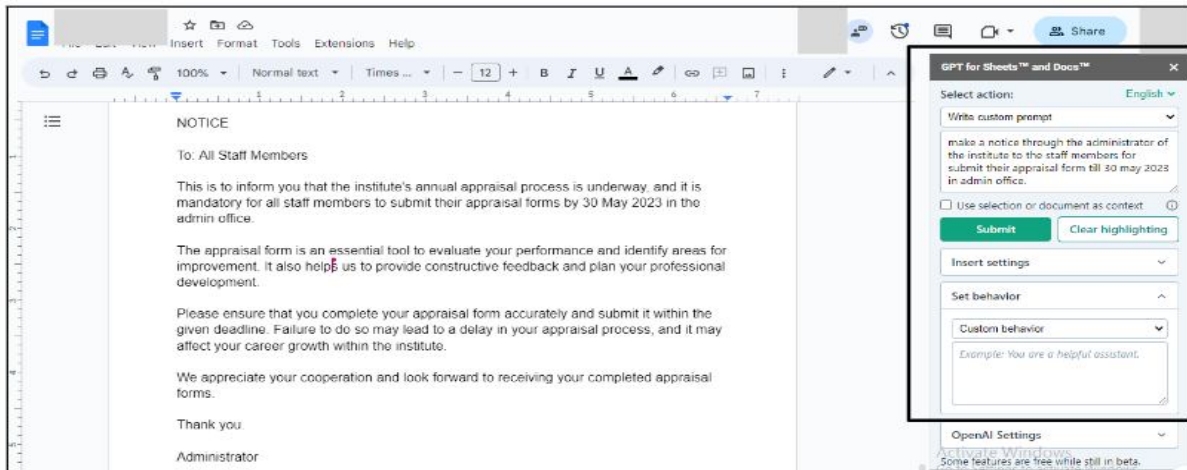 Insert Format Tools Extensions Help
Share
100% Normal text Times ... − 12 + B I U A
1 2 3 4 5 6 7
NOTICE
To: All Staff Members
This is to inform you that the institute's annual appraisal process is underway, and it is
mandatory for all staff members to submit their appraisal forms by 30 May 2023 in the
admin office.
The appraisal form is an essential tool to evaluate your performance and identify areas for
improvement. It also helps us to provide constructive feedback and plan your professional
development.
Please ensure that you complete your appraisal form accurately and submit it within the
given deadline. Failure to do so may lead to a delay in your appraisal process, and it may
affect your career growth within the institute.
We appreciate your cooperation and look forward to receiving your completed appraisal
forms.
Thank you
Administrator
GPT for Sheets™ and Docs™
Select action: English
Write custom prompt
make a notice through the administrator of
the institute to the staff members for
submit their appraisal form till 30 may 2023
in admin office.
Use selection or document as context
Submit Clear highlighting
Insert settings
Set behavior
Custom behavior
Example: You are a helpful assistant.
OpenAI Settings
Activate Windows
Some features are free while still in beta.